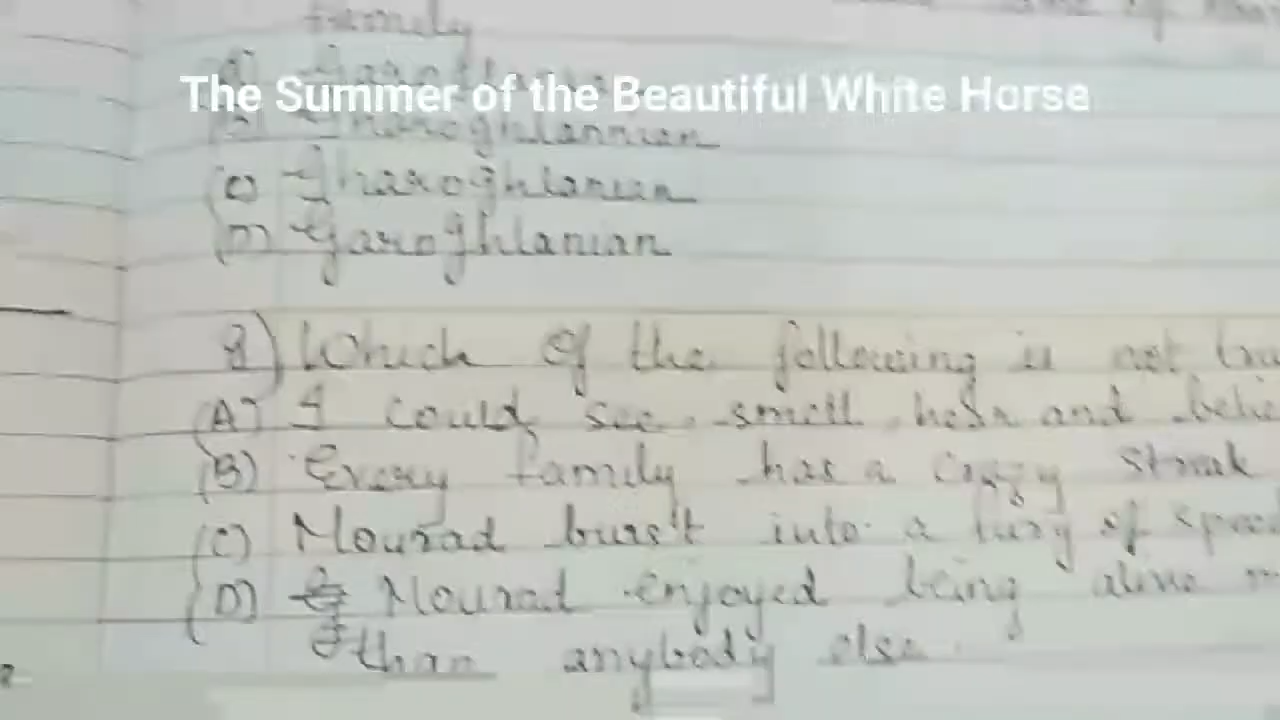 family
The Summer of the Beautiful White Horse
(B) Gharoghlannian
(C) Gharoghlanian
(D) Garoghlanian
8) Which of the following is not
(A) I could see, smell, hear and
(B) Every family has a crazy streak
(C) Mourad burst into a fury of
(D) Mourad enjoyed being alive
than anybody else.